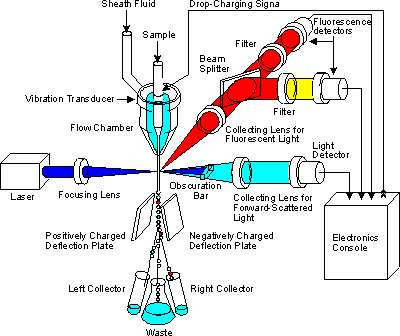 Sheath Fluid
Drop-Charging Signa
Sample
Fluorescence
detectors
Filter
Beam
Splitter
Vibration Transducer
Filter
Flow Chamber
Collecting Lens for
Fluorescent Light
Light
Detector
Laser
Focusing Lens
Obscuration
Bar
Collecting Lens for
Forward-Scattered
Light
Positively Charged
Deflection Plate
Negatively Charged
Deflection Plate
Electronics
Console
Left Collector
Right Collector
Waste